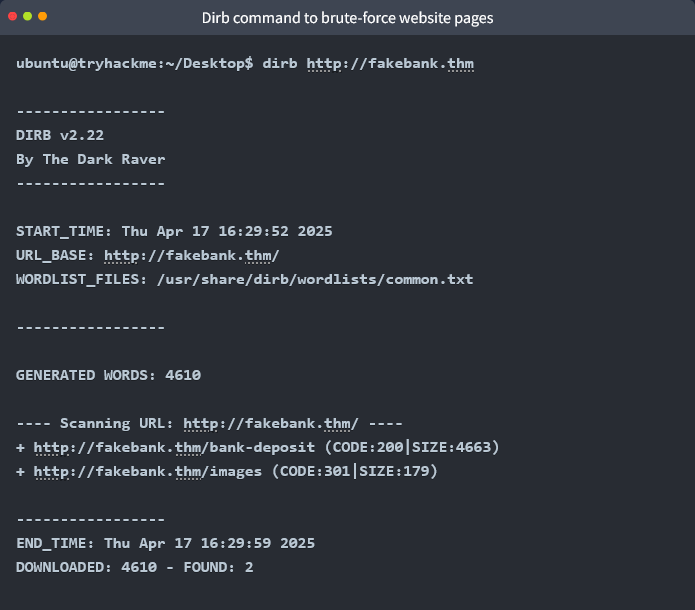 Dirb command to brute-force website pages
ubuntu@tryhackme:~/Desktop$ dirb http://fakebank.thm
-----------------
DIRB v2.22
By The Dark Raver
-----------------
START_TIME: Thu Apr 17 16:29:52 2025
URL_BASE: http://fakebank.thm/
WORDLIST_FILES: /usr/share/dirb/wordlists/common.txt
-----------------
GENERATED WORDS: 4610
---- Scanning URL: http://fakebank.thm/ ----
+ http://fakebank.thm/bank-deposit (CODE:200|SIZE:4663)
+ http://fakebank.thm/images (CODE:301|SIZE:179)
-----------------
END_TIME: Thu Apr 17 16:29:59 2025
DOWNLOADED: 4610 - FOUND: 2